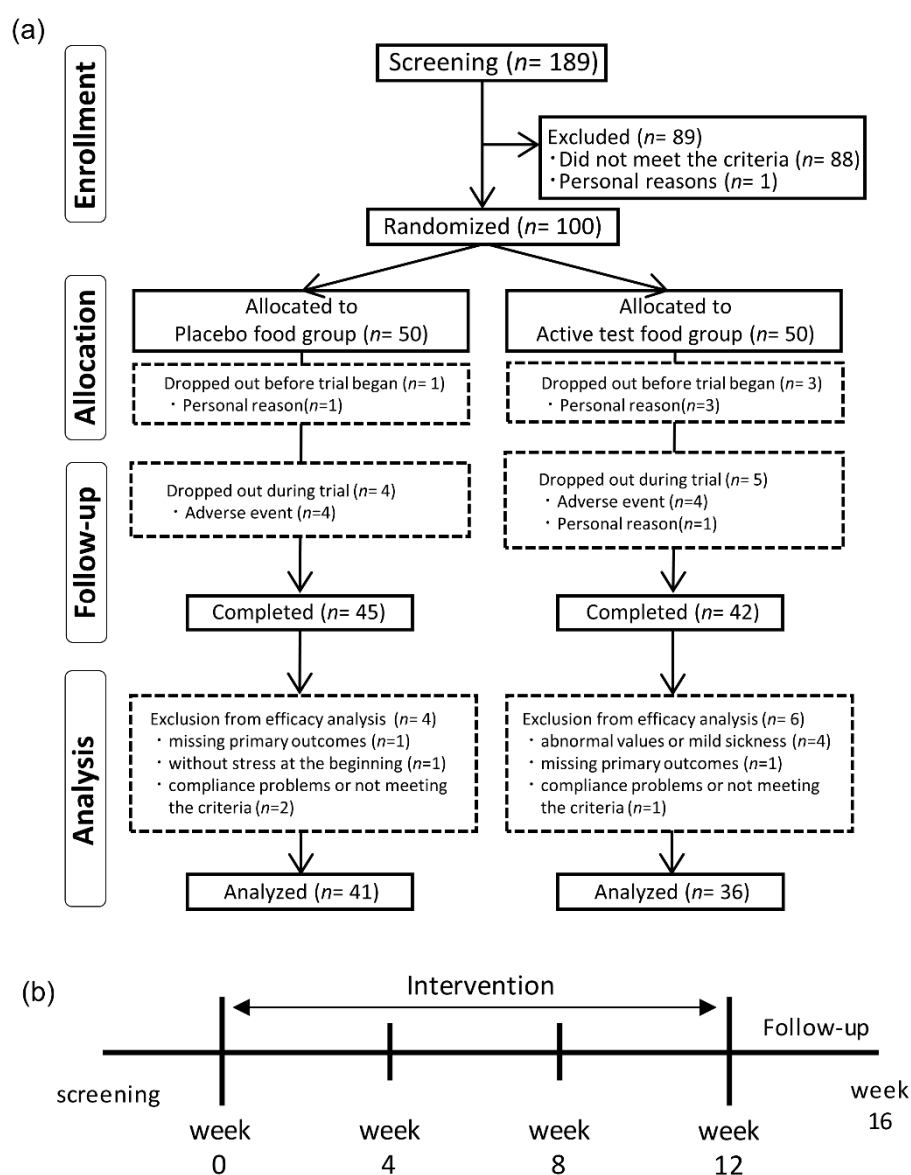 (a)
Enrollment
Screening (n= 189)
Excluded (n= 89)
・Did not meet the criteria (n= 88)
・Personal reasons (n= 1)
Randomized (n= 100)
Allocation
Allocated to
Placebo food group (n= 50)
Allocated to
Active test food group (n= 50)
Dropped out before trial began (n= 1)
・Personal reason(n=1)
Dropped out before trial began (n= 3)
・Personal reason(n=3)
Follow-up
Dropped out during trial (n= 4)
・Adverse event (n=4)
Dropped out during trial (n= 5)
・Adverse event (n=4)
・Personal reason(n=1)
Completed (n= 45)
Completed (n= 42)
Analysis
Exclusion from efficacy analysis (n= 4)
・missing primary outcomes (n=1)
・without stress at the beginning (n=1)
・compliance problems or not meeting
the criteria (n=2)
Exclusion from efficacy analysis (n= 6)
・abnormal values or mild sickness (n=4)
・missing primary outcomes (n=1)
・compliance problems or not meeting
the criteria (n=1)
Analyzed (n= 41)
Analyzed (n= 36)
(b)
Intervention
Follow-up
screening
week
0
week
4
week
8
week
12
week
16